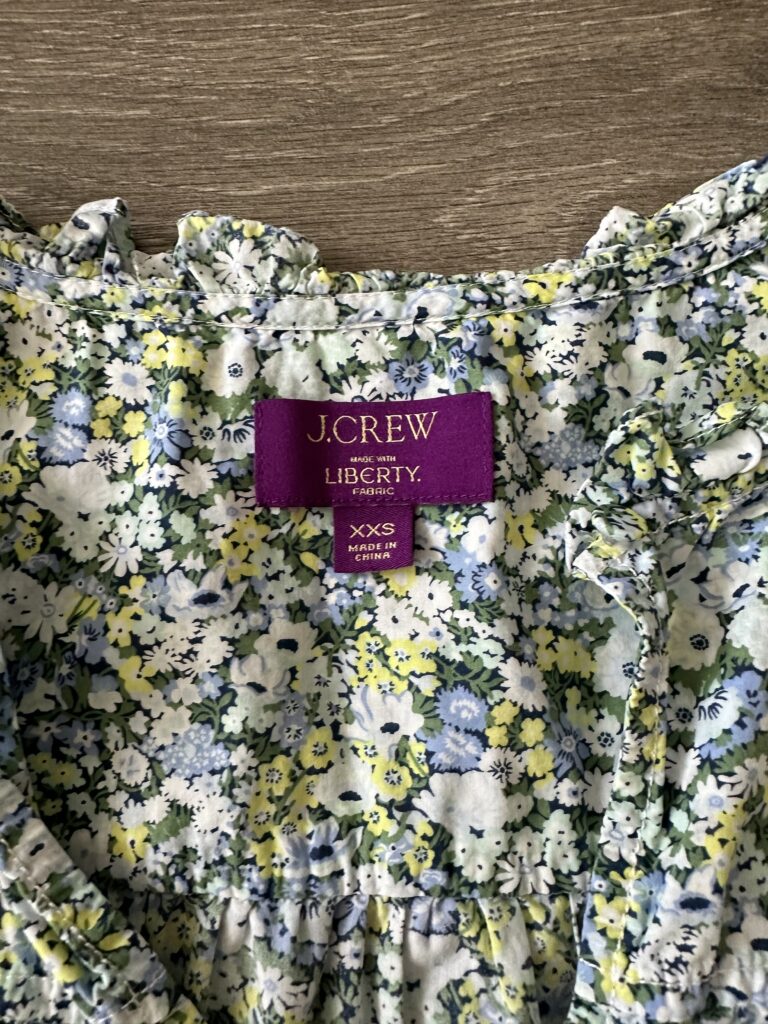 J.CREW
MADE WITH
LIBERTY.
FABRIC
XXS
MADE IN
CHINA